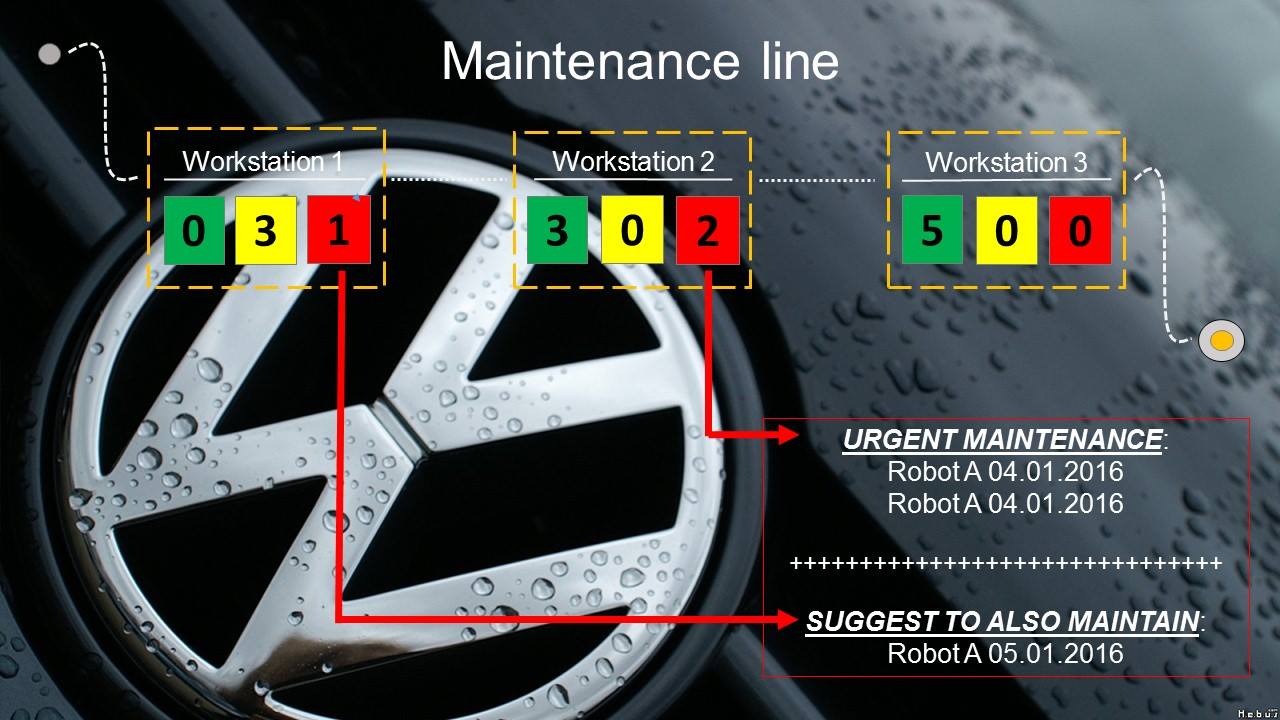 Maintenance line
Workstation 1
0 3 1
Workstation 2
3 0 2
Workstation 3
5 0 0
URGENT MAINTENANCE:
Robot A 04.01.2016
Robot A 04.01.2016
+++++++++++++++++++++++++++++++
SUGGEST TO ALSO MAINTAIN:
Robot A 05.01.2016